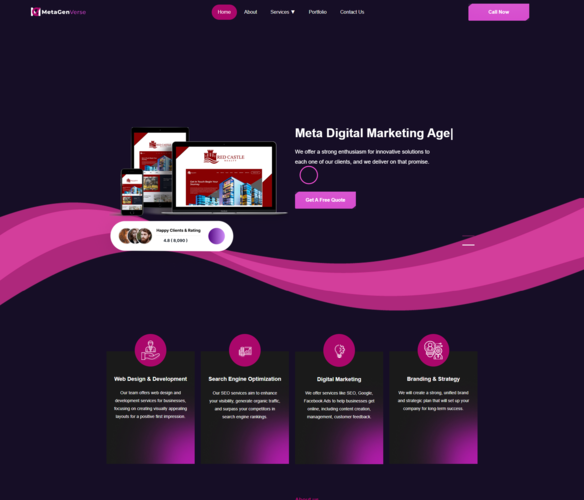 MetaGenVerse
Home
About
Services ▼
Portfolio
Contact Us
Call Now
Meta Digital Marketing Age|
We offer a strong enthusiasm for innovative solutions to
each one of our clients, and we deliver on that promise.
Get A Free Quote
RED CASTLE
Happy Clients & Rating
4.8 ( 9,090 )
Web Design & Development
Our team offers web design and
development services for businesses,
focusing on creating visually appealing
layouts for a positive first impression.
Search Engine Optimization
Our SEO services aim to enhance
your visibility, generate organic traffic,
and surpass your competitors in
search engine rankings.
Digital Marketing
We offer services like SEO, Google,
Facebook Ads to help businesses get
online, including content creation,
management, customer feedback.
Branding & Strategy
We will create a strong, unified brand
and strategic plan that will set up your
company for long-term success.